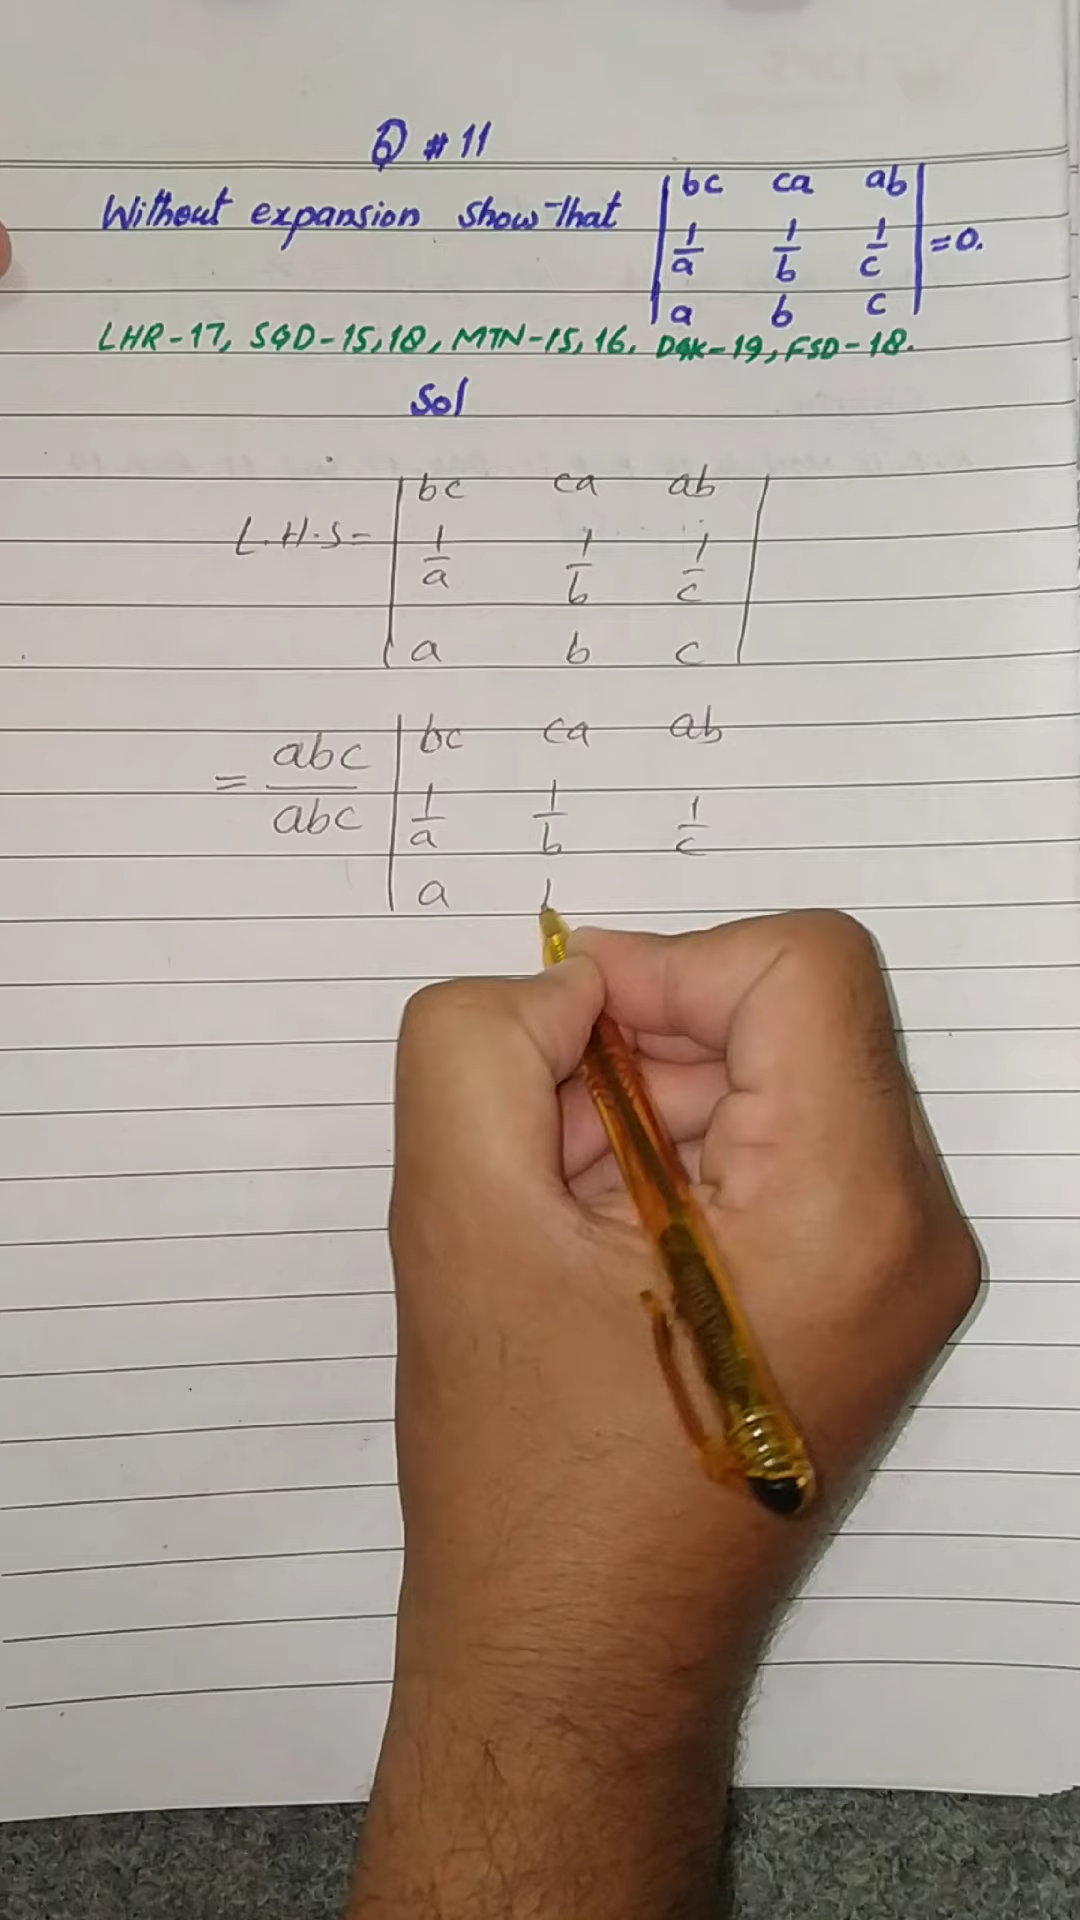 Q # 11
Without expansion show that | bc ca ab |
| 1/a 1/b 1/c | = 0.
| a b c |
LHR-17, SGD-15,18, MTN-15,16, DGK-19, FSD-18.
Sol
| bc ca ab |
L.H.S = | 1/a 1/b 1/c |
| a b c |
| bc ca ab
= abc/abc | 1/a 1/b 1/c
| a